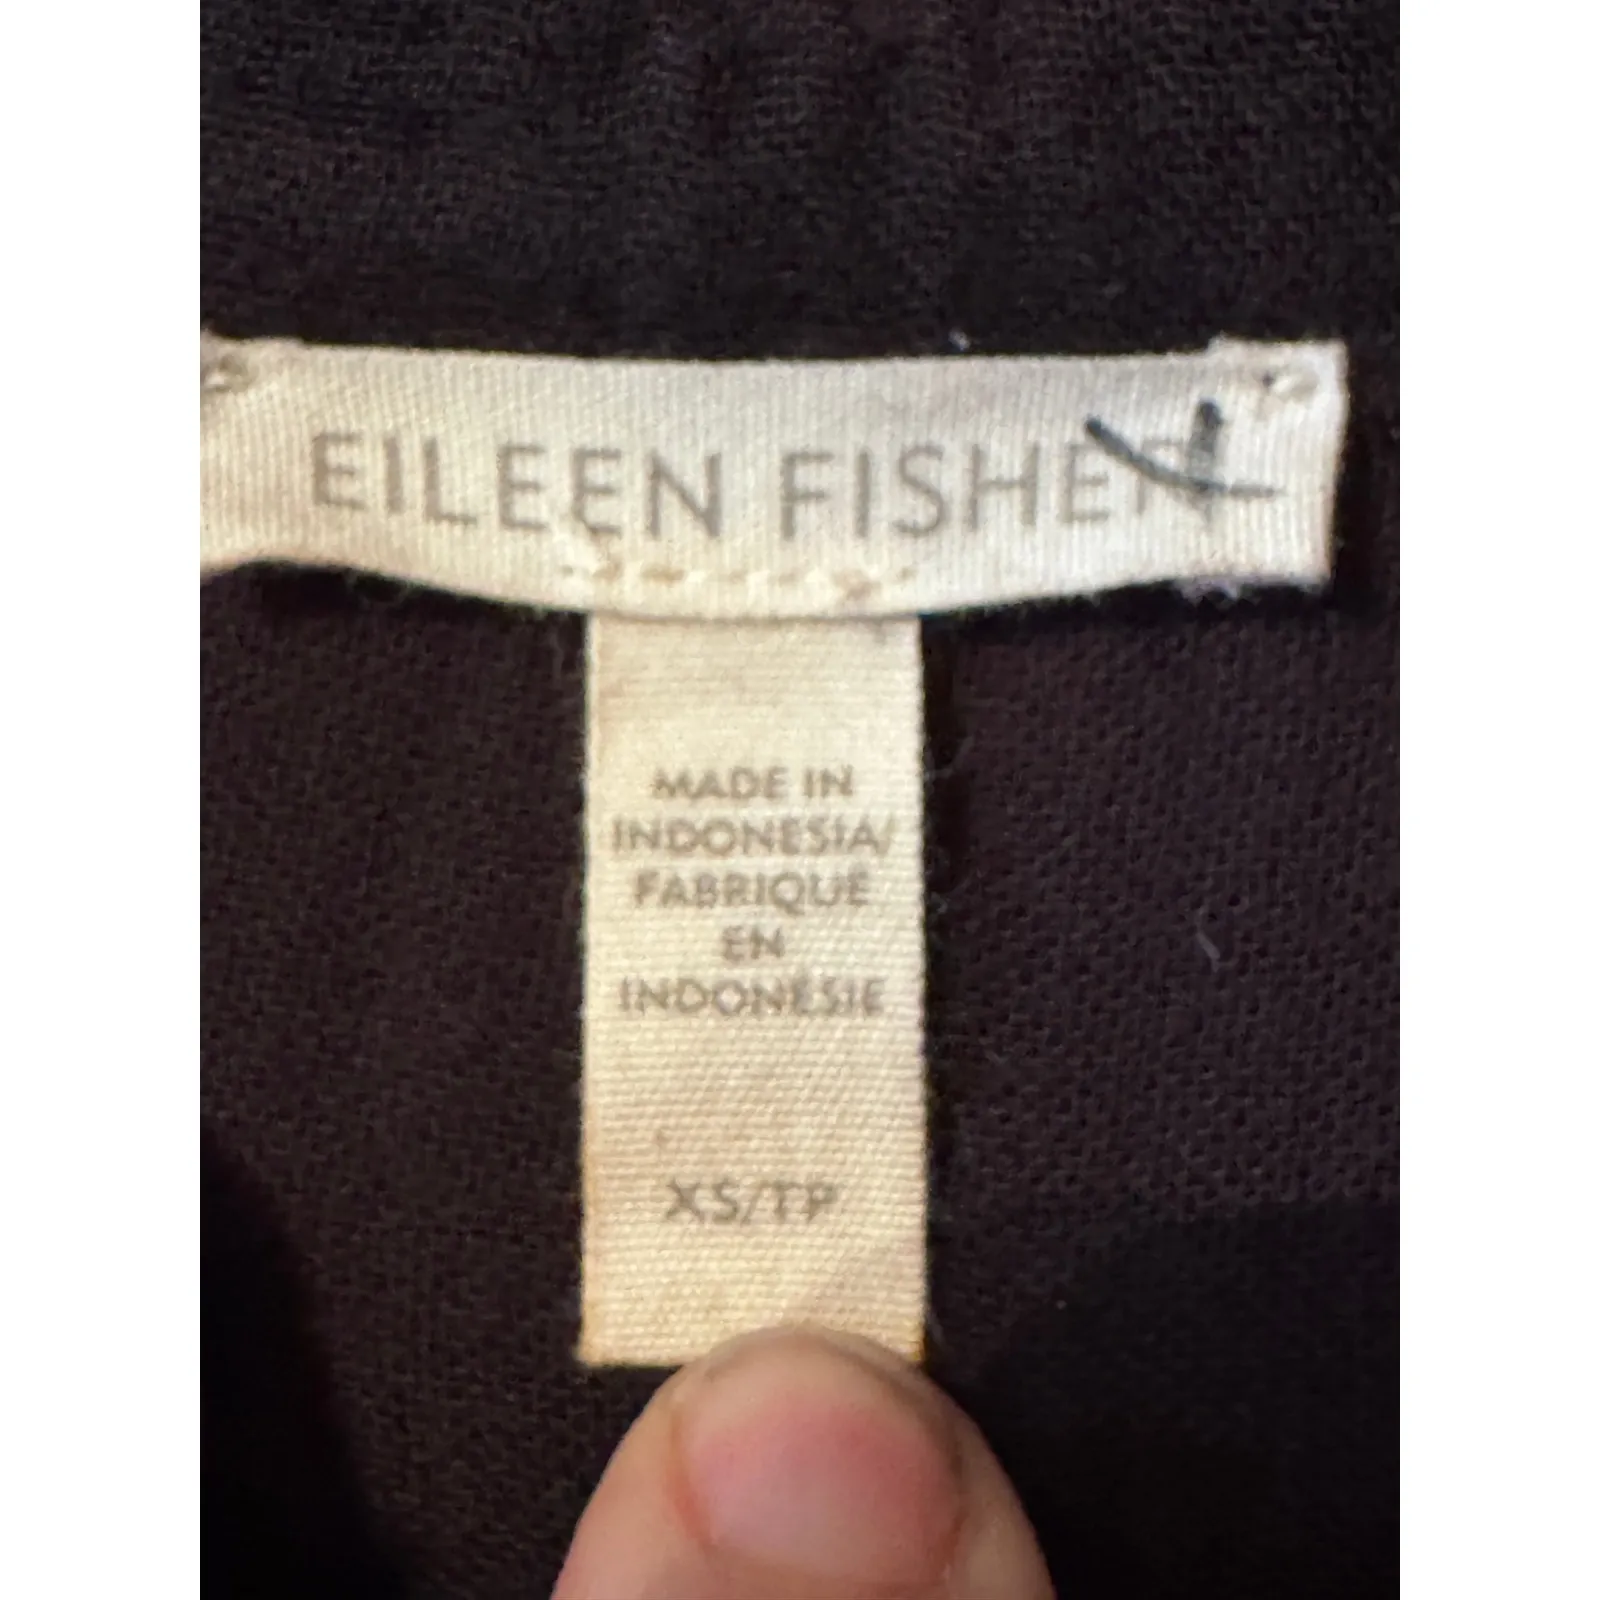 EILEEN FISHER
MADE IN
INDONESIA/
FABRIQUÉ
EN
INDONÉSIE
XS/TP